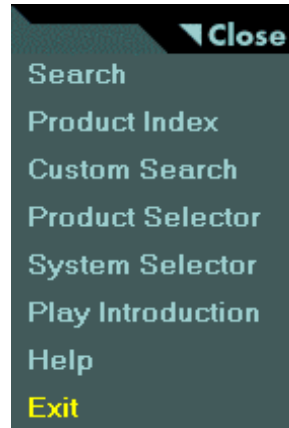 Close
Search
Product Index
Custom Search
Product Selector
System Selector
Play Introduction
Help
Exit